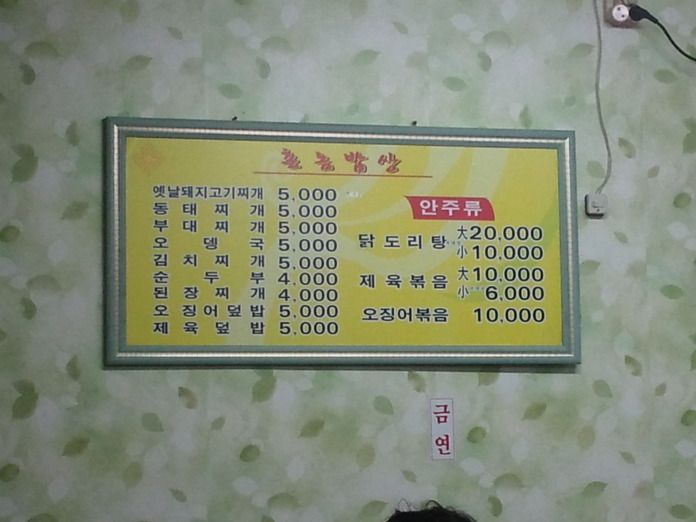 밥상
옛날돼지고기찌개 5,000
동태찌개 5,000
부대찌개 5,000
오뎅국 5,000
김치찌개 5,000
순두부 4,000
된장찌개 4,000
오징어덮밥 5,000
제육덮밥 5,000
안주류
닭도리탕 大20,000
小10,000
제육볶음 大10,000
小6,000
오징어볶음 10,000
금
연